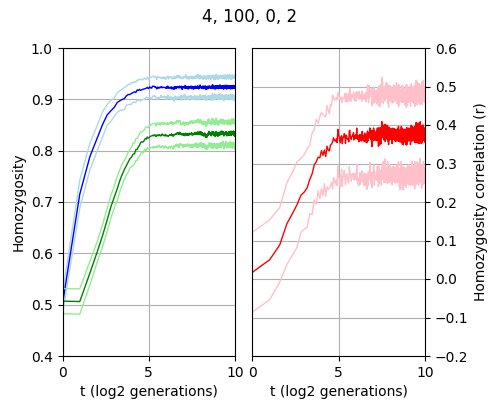 4, 100, 0, 2
Homozygosity
1.0
0.9
0.8
0.7
0.6
0.5
0.4
0 5 10
t (log2 generations)
0 5 10
t (log2 generations)
0.6
0.5
0.4
0.3
0.2
0.1
0.0
−0.1
−0.2
Homozygosity correlation (r)